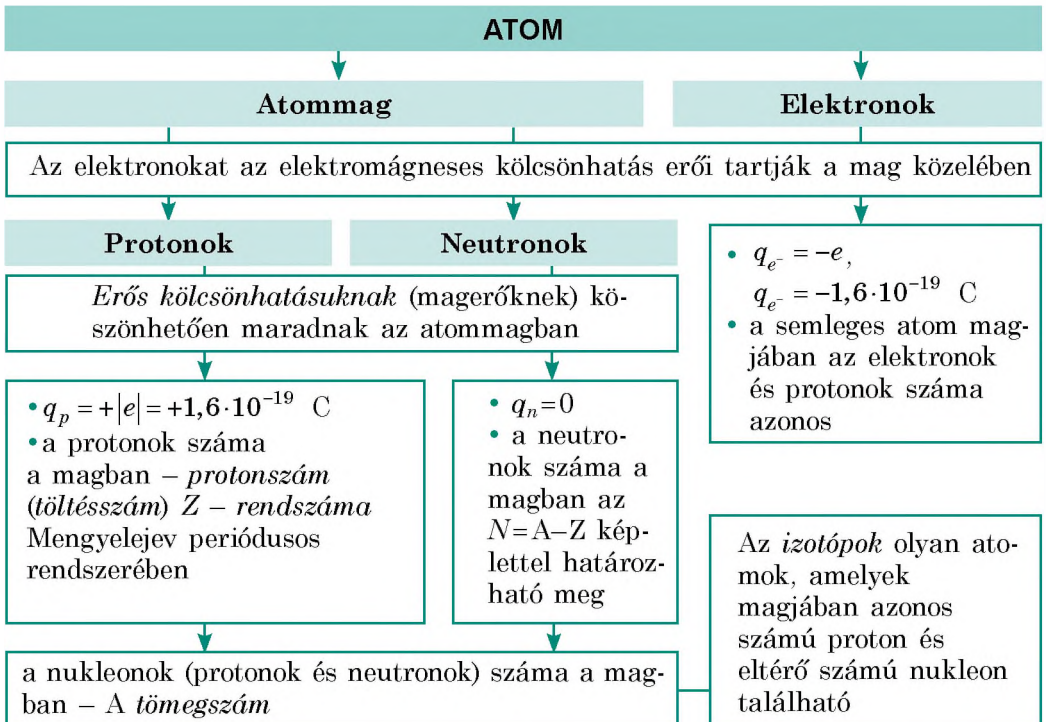 ATOM
Atommag
Elektronok
Az elektronokat az elektromágneses kölcsönhatás erői tartják a mag közelében
Protonok
Neutronok
Erős kölcsönhatásuknak (magerőknek) kö-
szönhetően maradnak az atommagban
• q_{e^-} = −e,
q_{e^-} = −1,6·10⁻¹⁹ C
• a semleges atom mag-
jában az elektronok
és protonok száma
azonos
• q_p = +|e| = +1,6·10⁻¹⁹ C
• a protonok száma
a magban – protonszám
(töltésszám) Z – rendszáma
Mengyelejev periódusos
rendszerében
• q_n=0
• a neutro-
nok száma a
magban az
N=A–Z kép-
lettel határoz-
ható meg
Az izotópok olyan ato-
mok, amelyek
magjában azonos
számú proton és
eltérő számú nukleon
található
a nukleonok (protonok és neutronok) száma a mag-
ban – A tömegszám